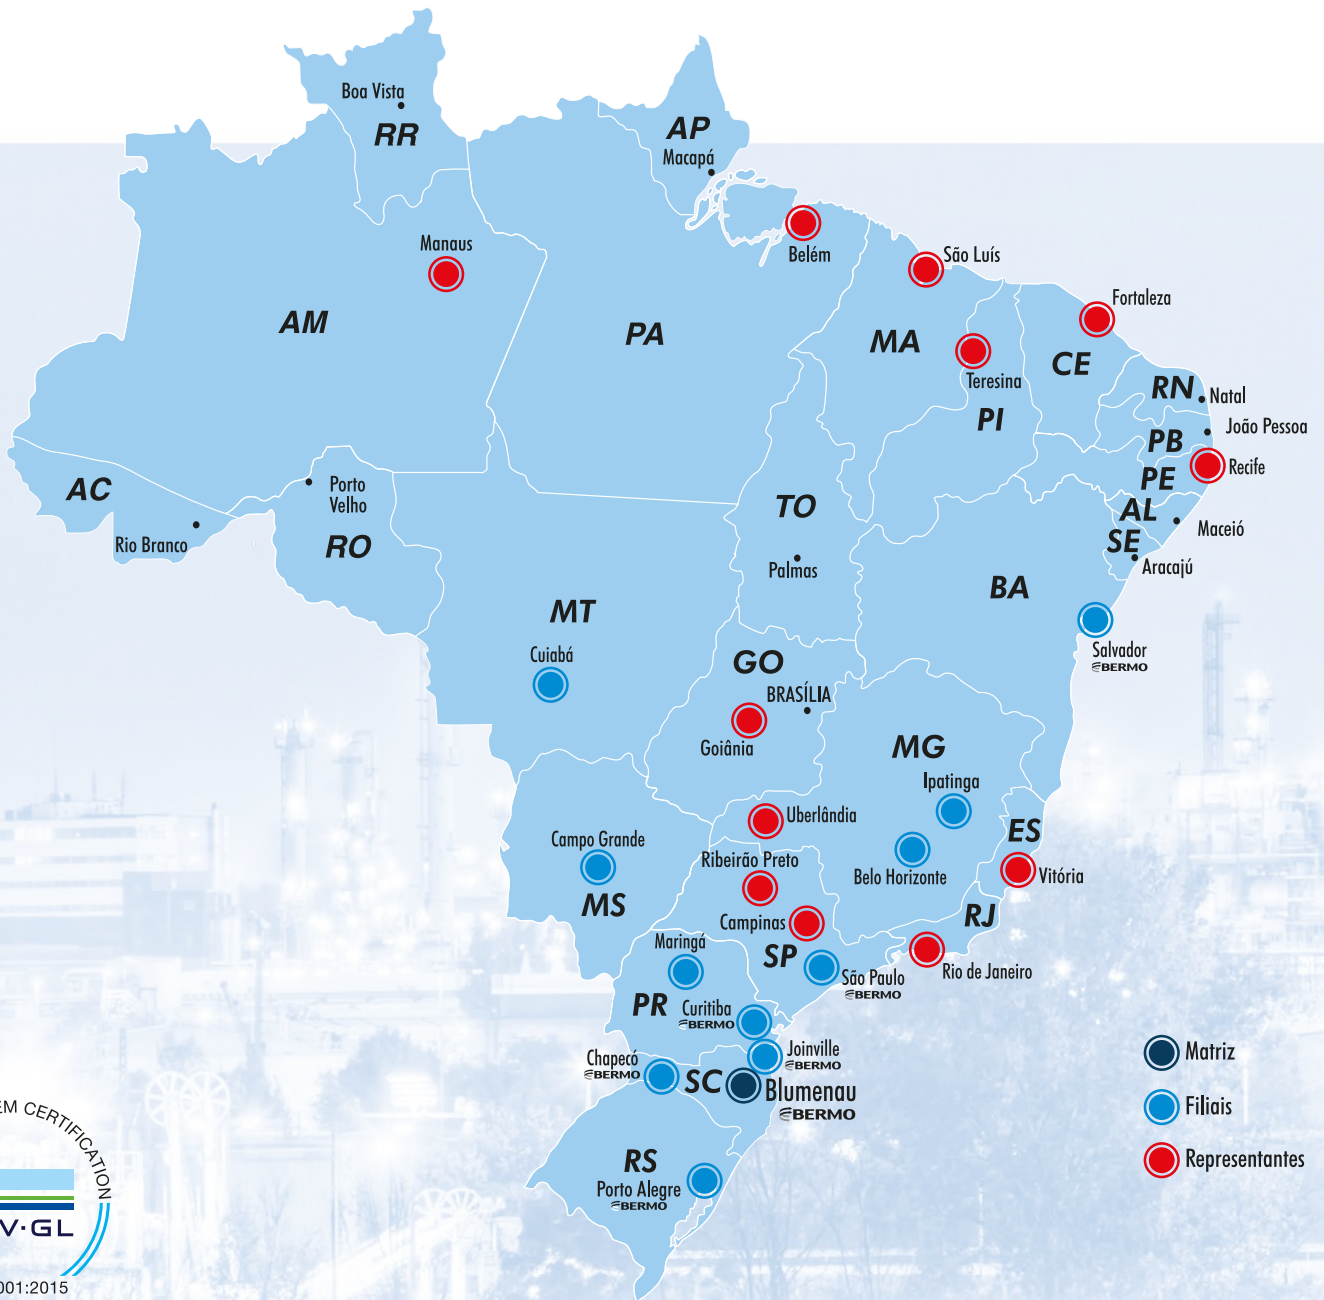 Boa Vista
RR
AP
Macapá
Manaus
Belém
São Luís
Fortaleza
AM
PA
MA
Teresina
CE
RN
Natal
PI
João Pessoa
PB
Recife
PE
AC
Porto
Velho
Rio Branco
RO
TO
Palmas
AL
Maceió
SE
Aracajú
BA
MT
Cuiabá
Salvador
BERMO
GO
BRASÍLIA
Goiânia
MG
Ipatinga
Uberlândia
ES
Campo Grande
Ribeirão Preto
Belo Horizonte
Vitória
MS
Campinas
RJ
Maringá
SP
Rio de Janeiro
São Paulo
BERMO
PR
Curitiba
BERMO
Chapecó
BERMO
Joinville
BERMO
SC
Blumenau
BERMO
RS
Porto Alegre
BERMO
Matriz
Filiais
Representantes
EM CERTIFICATION
V·GL
001:2015